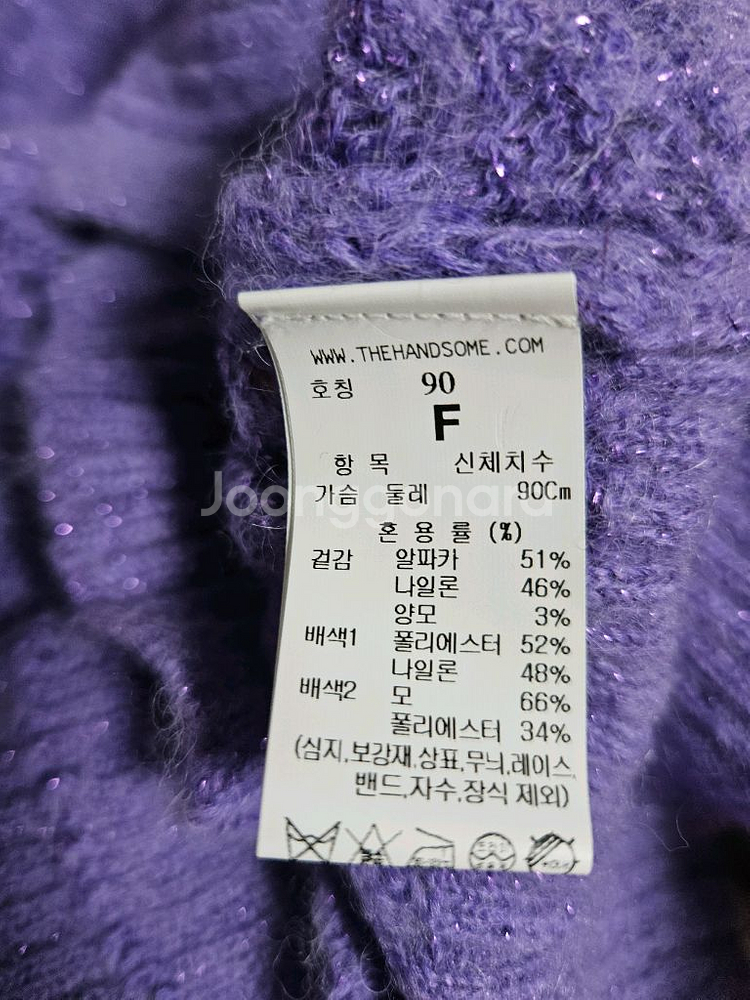 WWW.THEHANDSOME.COM
호칭 90
F
항 목 신체치수
가슴 둘레 90Cm
혼 용 률 (%)
겉감 알파카 51%
나일론 46%
양모 3%
배색1 폴리에스터 52%
나일론 48%
배색2 모 66%
폴리에스터 34%
(심지,보강재,상표,무늬,레이스,
밴드,자수,장식 제외)
Joonggonara